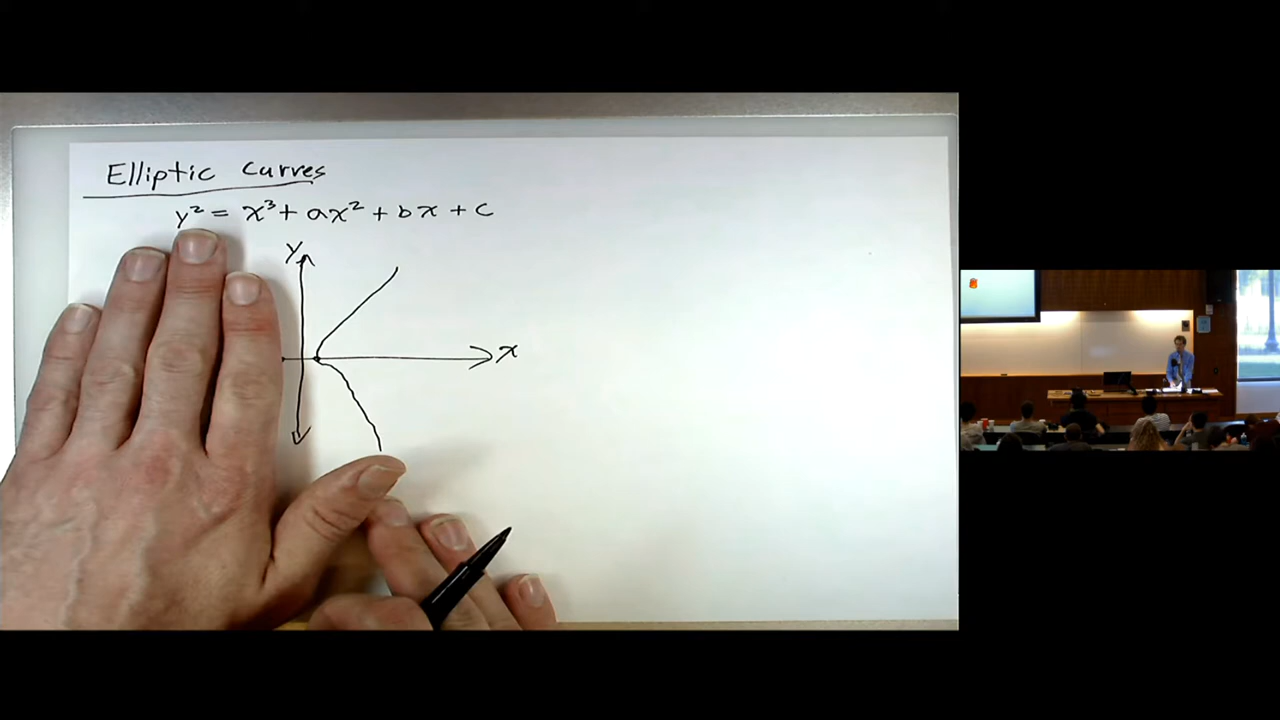 Elliptic Curves
y² = x³ + ax² + bx + c
y
x